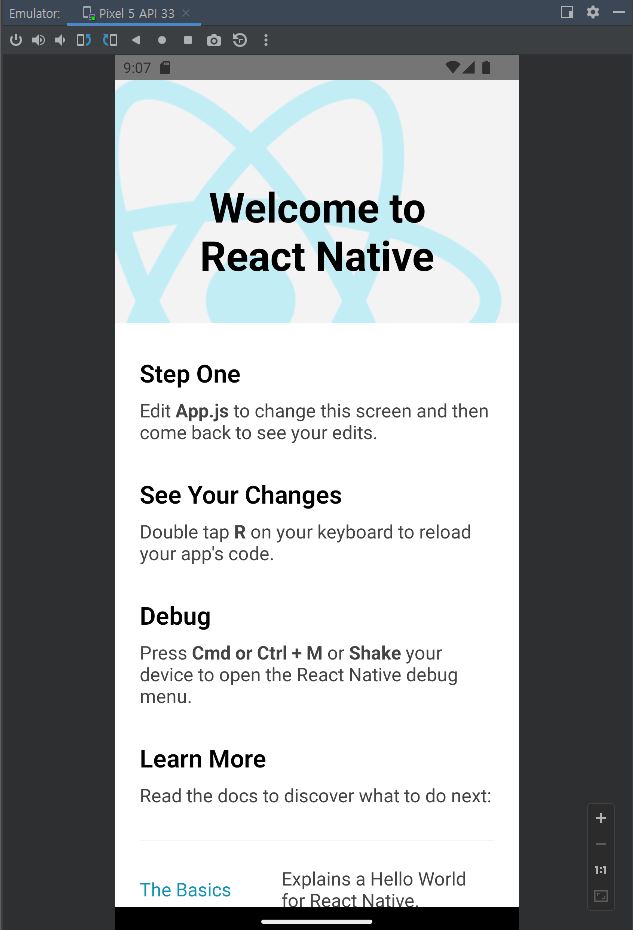 Emulator: Pixel 5 API 33
9:07
Welcome to
React Native
Step One
Edit App.js to change this screen and then
come back to see your edits.
See Your Changes
Double tap R on your keyboard to reload
your app's code.
Debug
Press Cmd or Ctrl + M or Shake your
device to open the React Native debug
menu.
Learn More
Read the docs to discover what to do next:
The Basics
Explains a Hello World
for React Native.
1:1